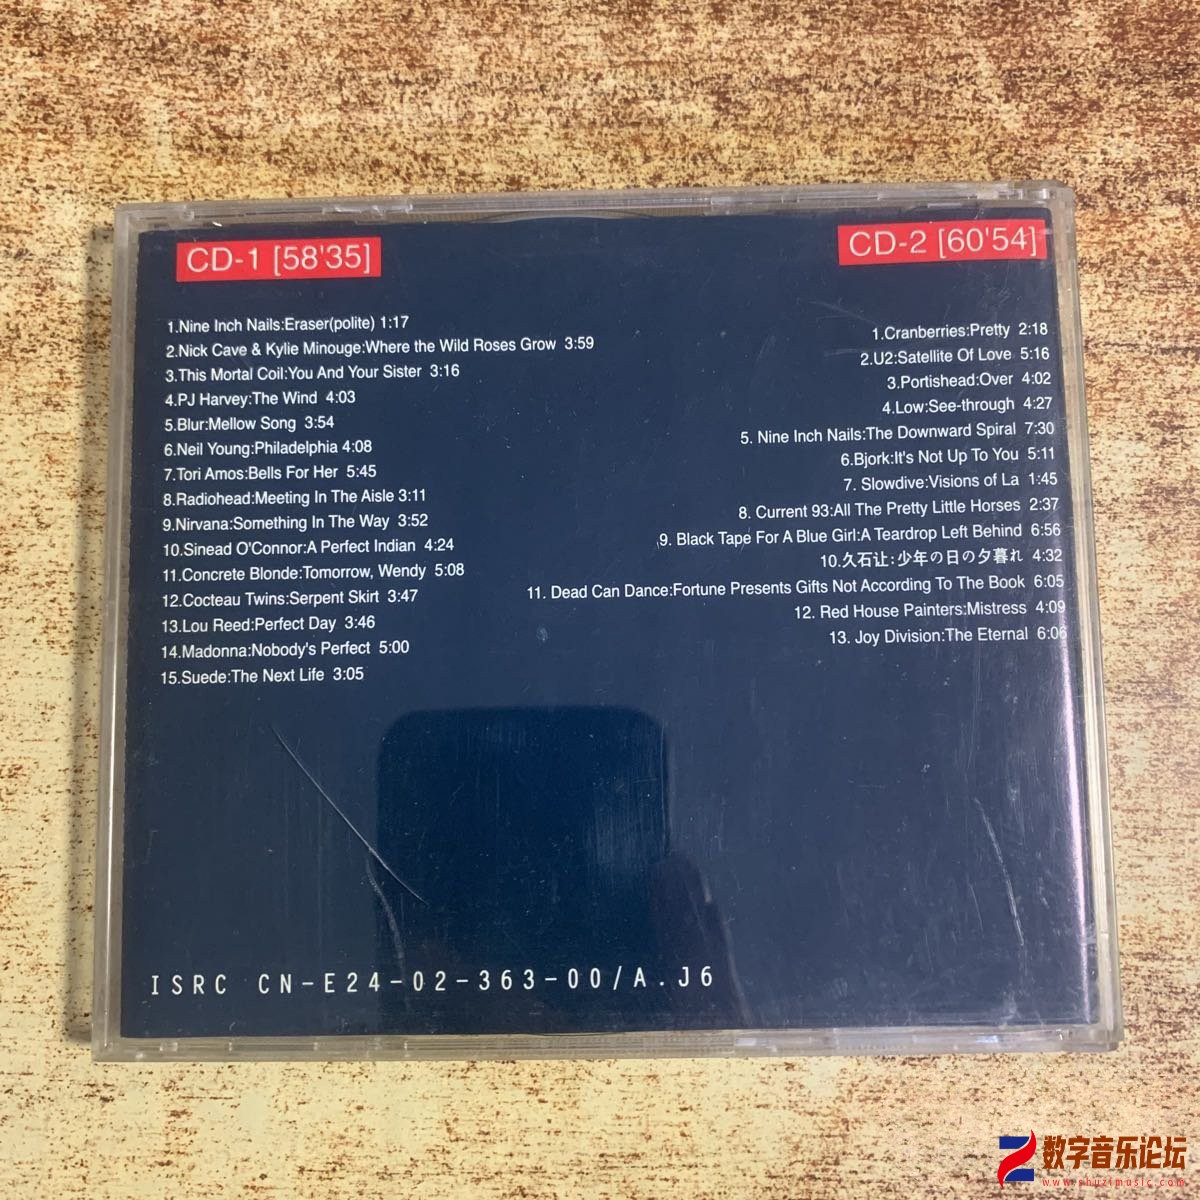 CD-1 [58'35]
1.Nine Inch Nails:Eraser(polite) 1:17
2.Nick Cave & Kylie Minouge:Where the Wild Roses Grow 3:59
3.This Mortal Coil:You And Your Sister 3:16
4.PJ Harvey:The Wind 4:03
5.Blur:Mellow Song 3:54
6.Neil Young:Philadelphia 4:08
7.Tori Amos:Bells For Her 5:45
8.Radiohead:Meeting In The Aisle 3:11
9.Nirvana:Something In The Way 3:52
10.Sinead O'Connor:A Perfect Indian 4:24
11.Concrete Blonde:Tomorrow, Wendy 5:08
12.Cocteau Twins:Serpent Skirt 3:47
13.Lou Reed:Perfect Day 3:46
14.Madonna:Nobody's Perfect 5:00
15.Suede:The Next Life 3:05
CD-2 [60'54]
1.Cranberries:Pretty 2:18
2.U2:Satellite Of Love 5:16
3.Portishead:Over 4:02
4.Low:See-through 4:27
5. Nine Inch Nails:The Downward Spiral 7:30
6.Bjork:It's Not Up To You 5:11
7. Slowdive:Visions of La 1:45
8. Current 93:All The Pretty Little Horses 2:37
9. Black Tape For A Blue Girl:A Teardrop Left Behind 6:56
10.久石让:少年の日の夕暮れ 4:32
11. Dead Can Dance:Fortune Presents Gifts Not According To The Book 6:05
12. Red House Painters:Mistress 4:09
13. Joy Division:The Eternal 6:06
ISRC CN-E24-02-363-00/A.J6
数字音乐论坛
www.shuzimusic.com